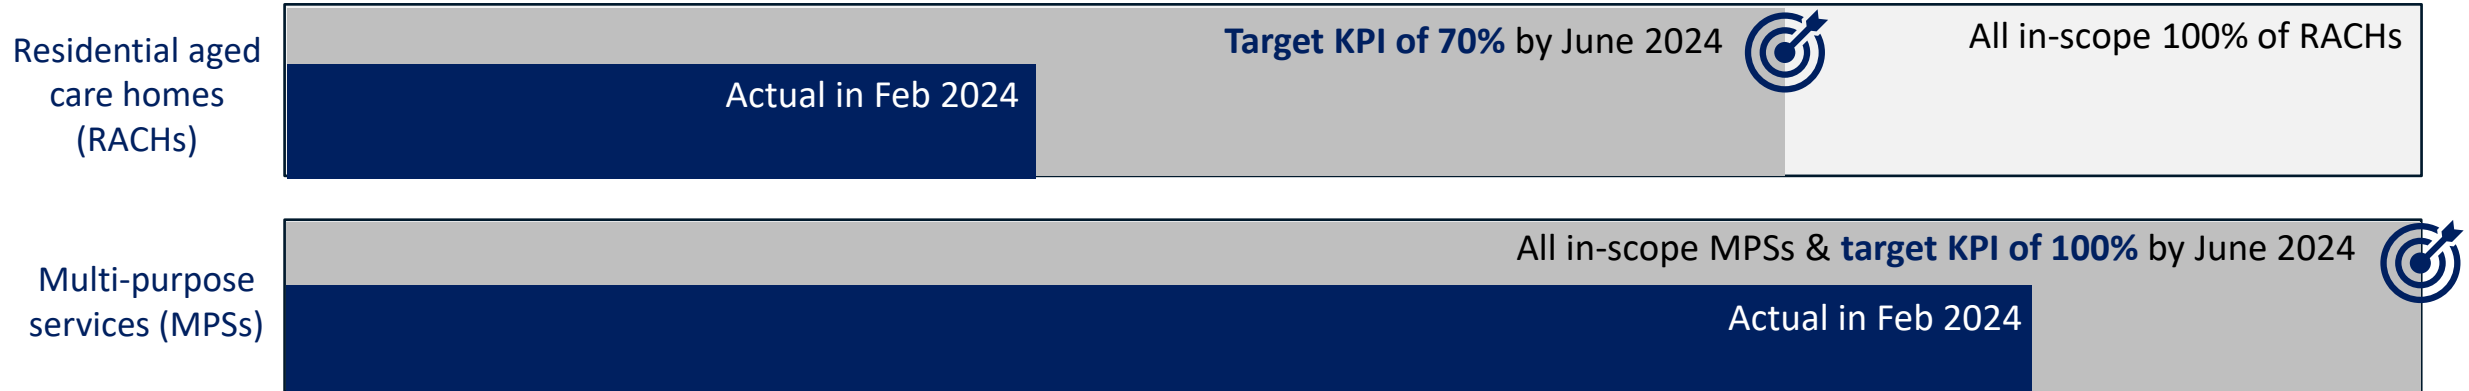 Residential aged
care homes
(RACHs)
Target KPI of 70% by June 2024
All in-scope 100% of RACHs
Actual in Feb 2024
Multi-purpose
services (MPSs)
All in-scope MPSs & target KPI of 100% by June 2024
Actual in Feb 2024